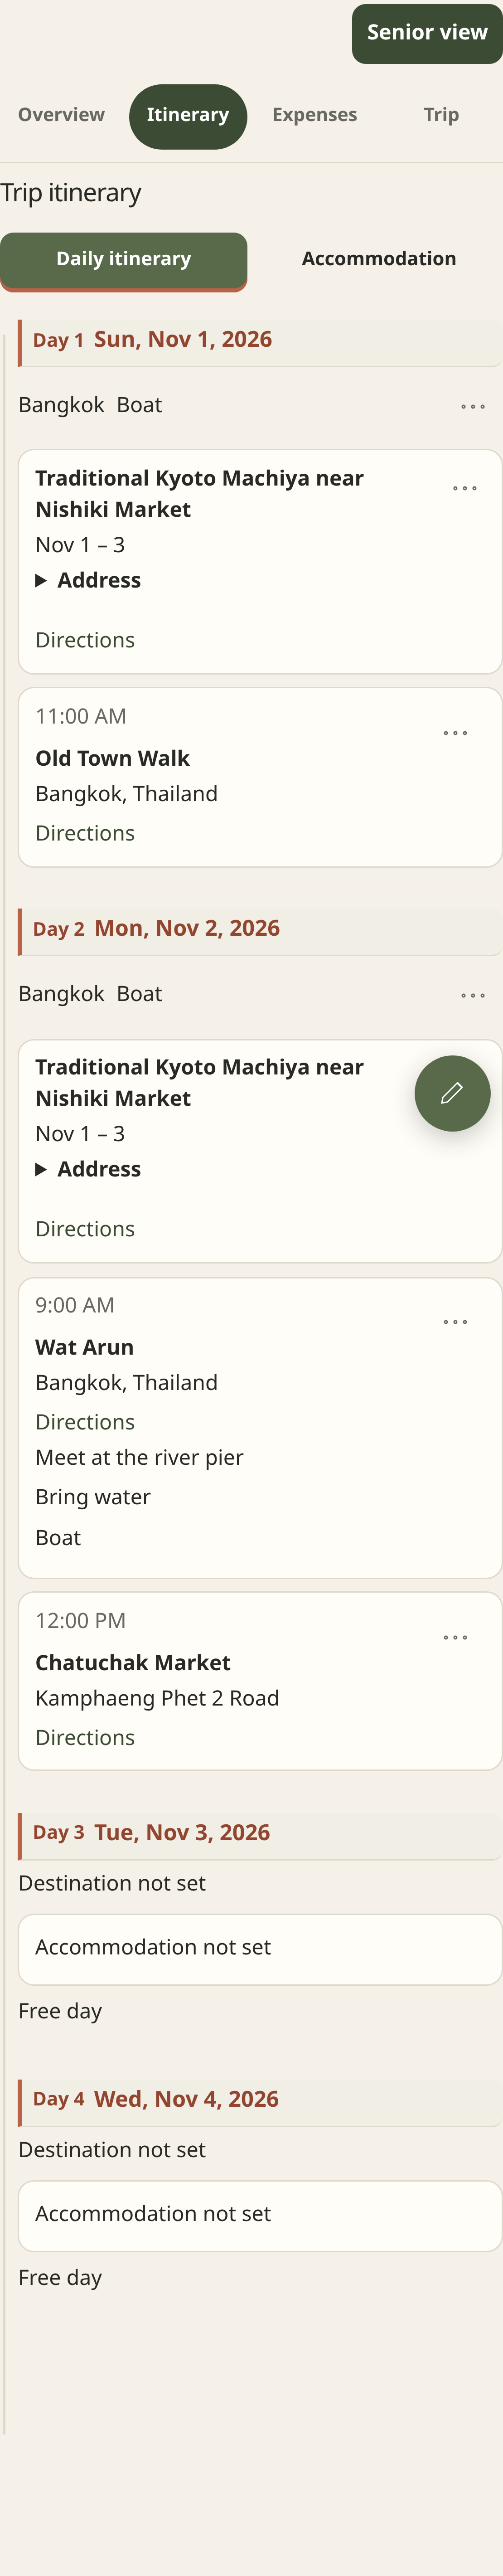 Senior view
Overview Itinerary Expenses Trip
Trip itinerary
Daily itinerary Accommodation
Day 1 Sun, Nov 1, 2026
Bangkok Boat
Traditional Kyoto Machiya near
Nishiki Market
Nov 1 – 3
Address
Directions
11:00 AM
Old Town Walk
Bangkok, Thailand
Directions
Day 2 Mon, Nov 2, 2026
Bangkok Boat
Traditional Kyoto Machiya near
Nishiki Market
Nov 1 – 3
Address
Directions
9:00 AM
Wat Arun
Bangkok, Thailand
Directions
Meet at the river pier
Bring water
Boat
12:00 PM
Chatuchak Market
Kamphaeng Phet 2 Road
Directions
Day 3 Tue, Nov 3, 2026
Destination not set
Accommodation not set
Free day
Day 4 Wed, Nov 4, 2026
Destination not set
Accommodation not set
Free day